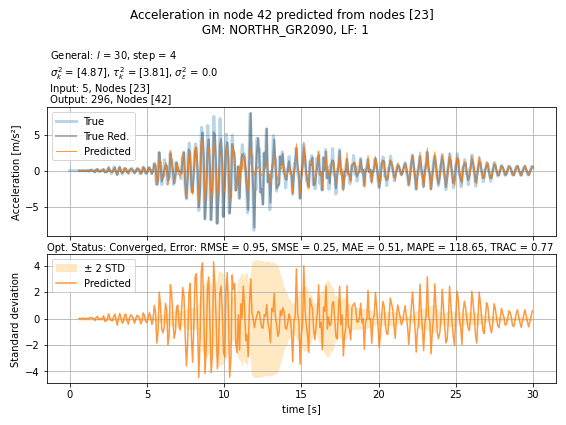 Acceleration in node 42 predicted from nodes [23]
GM: NORTHR_GR2090, LF: 1
General: l = 30, step = 4
σ²ₖ = [4.87], τ²ₖ = [3.81], σ²ε = 0.0
Input: 5, Nodes [23]
Output: 296, Nodes [42]
Acceleration [m/s²]
5
0
−5
True
True Red.
Predicted
Opt. Status: Converged, Error: RMSE = 0.95, SMSE = 0.25, MAE = 0.51, MAPE = 118.65, TRAC = 0.77
Standard deviation
4
2
0
−2
−4
± 2 STD
Predicted
0 5 10 15 20 25 30
time [s]